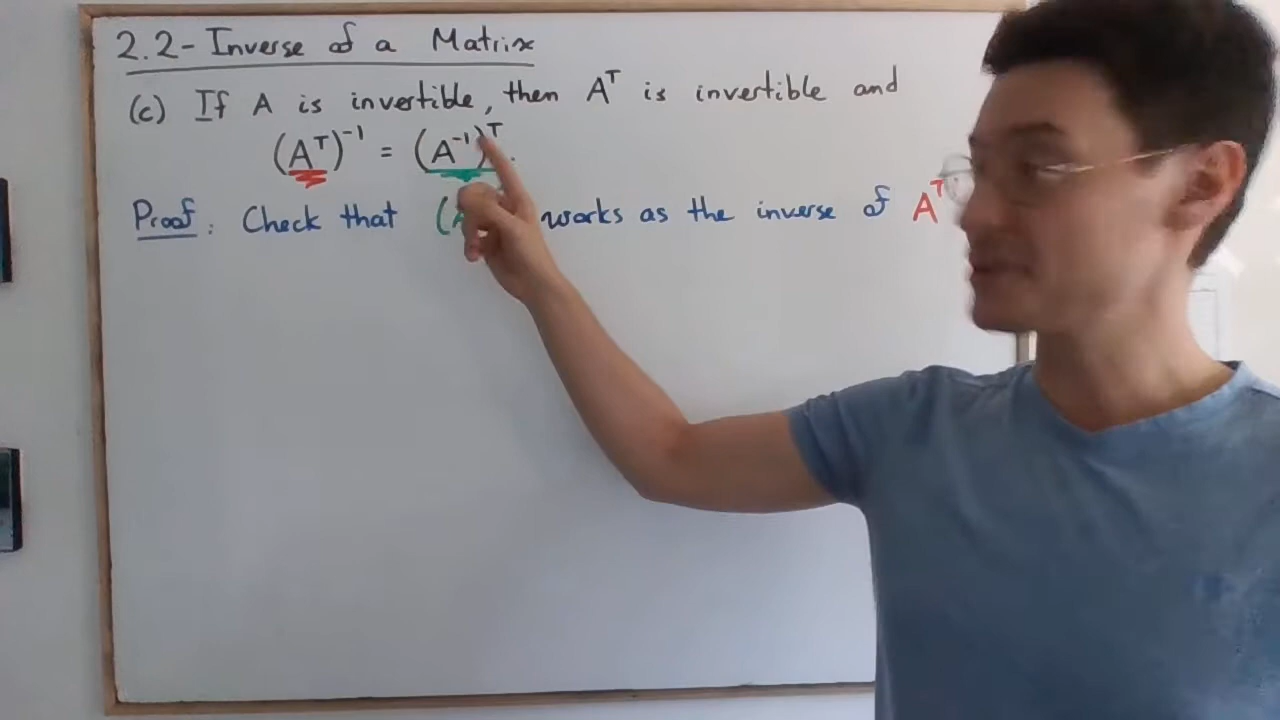 2.2 - Inverse of a Matrix
(c) If A is invertible, then Aᵀ is invertible and
(Aᵀ)⁻¹ = (A⁻¹)ᵀ.
Proof: Check that (A works as the inverse of Aᵀ